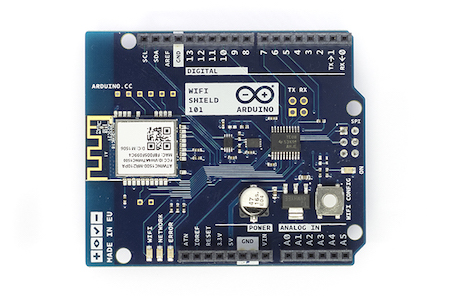 SCL
SDA
AREF
GND
13
12
11
10
9
8
7
6
5
4
3
2
TX→1
RX←0
DIGITAL
ARDUINO.CC
WIFI
SHIELD
101
ARDUINO
TX RX
SPI
ON
WIFI CONFIG
MADE IN EU
WIFI
NETWORK
ERROR
ATN
IOREF
RESET
3.3V
5V
GND
VIN
POWER
ANALOG IN
A0
A1
A2
A3
A4
A5